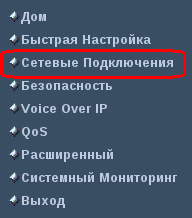 Дом
Быстрая Настройка
Сетевые Подключения
Безопасность
Voice Over IP
QoS
Расширенный
Системный Мониторинг
Выход